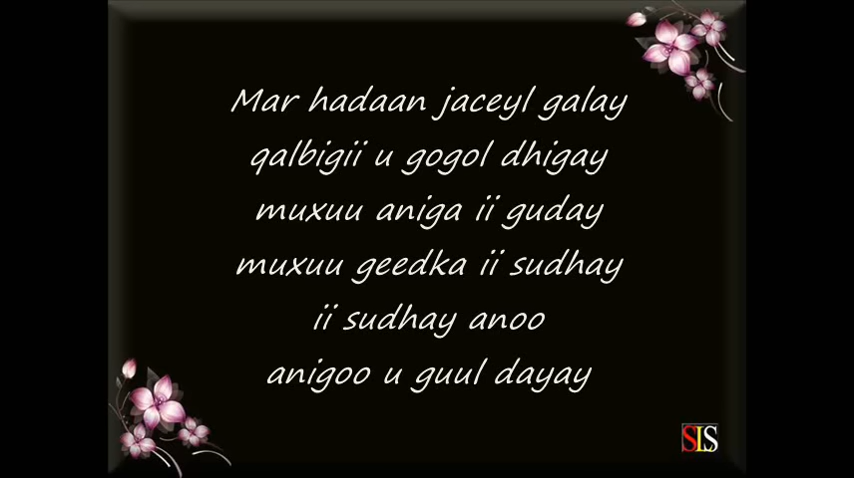 Mar hadaan jaceyl galay
qalbigii u gogol dhigay
muxuu aniga ii guday
muxuu geedka ii sudhay
ii sudhay anoo
anigoo u guul dayay
SLS